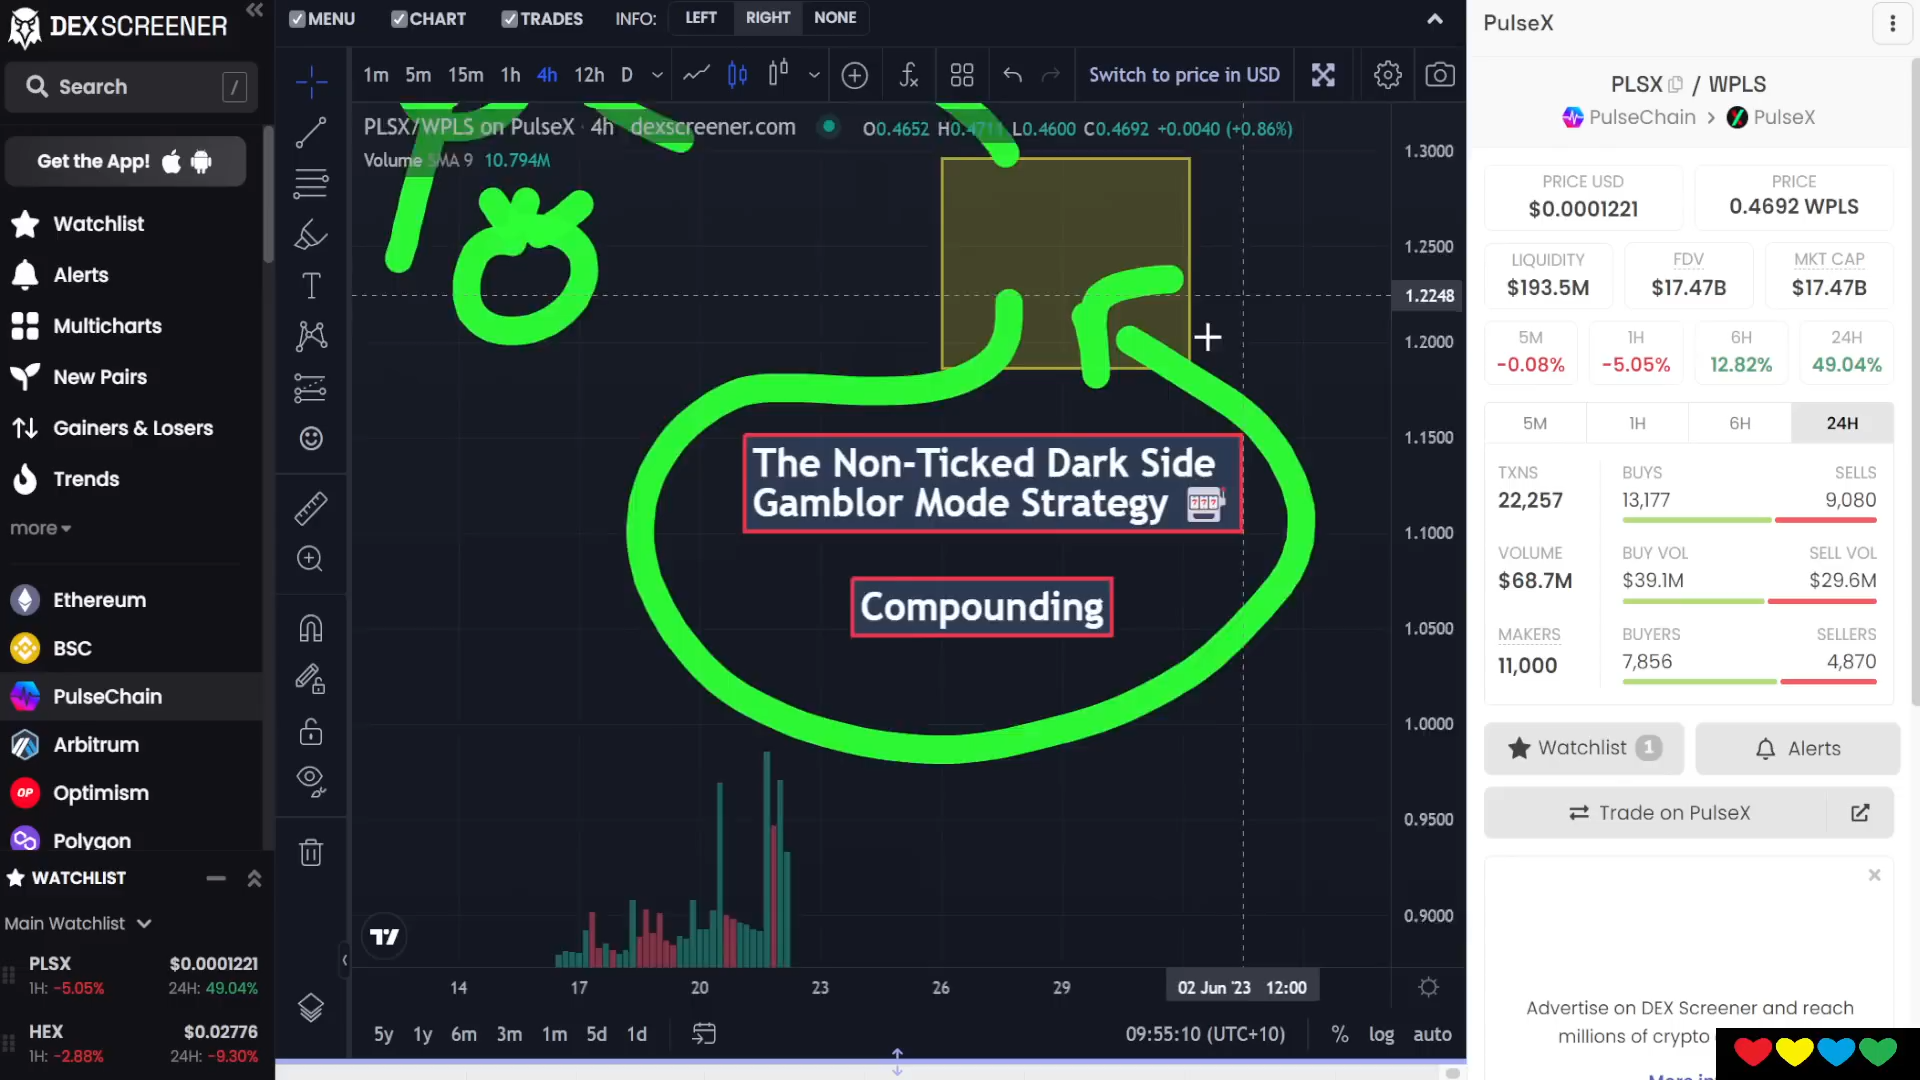 DEX SCREENER
Search /
Get the App!
Watchlist
Alerts
Multicharts
New Pairs
Gainers & Losers
Trends
more
Ethereum
BSC
PulseChain
Arbitrum
OP Optimism
Polygon
WATCHLIST
Main Watchlist
PLSX $0.0001221
1H: -5.05% 24H: 49.04%
HEX $0.02776
1H: -2.88% 24H: -9.30%
MENU CHART TRADES INFO: LEFT RIGHT NONE
1m 5m 15m 1h 4h 12h D Switch to price in USD
PLSX/WPLS on PulseX · 4h dexscreener.com O0.4652 H0.4711 L0.4600 C0.4692 +0.0040 (+0.86%)
Volume SMA 9 10.794M
The Non-Ticked Dark Side
Gamblor Mode Strategy
Compounding
1.3000
1.2500
1.2248
1.2000
1.1500
1.1000
1.0500
1.0000
0.9500
0.9000
14 17 20 23 26 29 02 Jun '23 12:00
5y 1y 6m 3m 1m 5d 1d 09:55:10 (UTC+10) % log auto
PulseX
PLSX / WPLS
PulseChain > PulseX
PRICE USD PRICE
$0.0001221 0.4692 WPLS
LIQUIDITY FDV MKT CAP
$193.5M $17.47B $17.47B
5M 1H 6H 24H
-0.08% -5.05% 12.82% 49.04%
5M 1H 6H 24H
TXNS BUYS SELLS
22,257 13,177 9,080
VOLUME BUY VOL SELL VOL
$68.7M $39.1M $29.6M
MAKERS BUYERS SELLERS
11,000 7,856 4,870
Watchlist 1 Alerts
Trade on PulseX
Advertise on DEX Screener and reach
millions of crypto